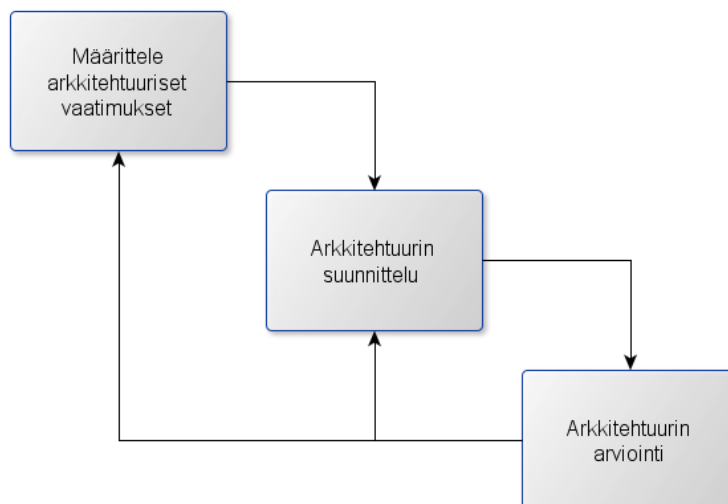 Määrittele
arkkitehtuuriset
vaatimukset
Arkkitehtuurin
suunnittelu
Arkkitehtuurin
arviointi